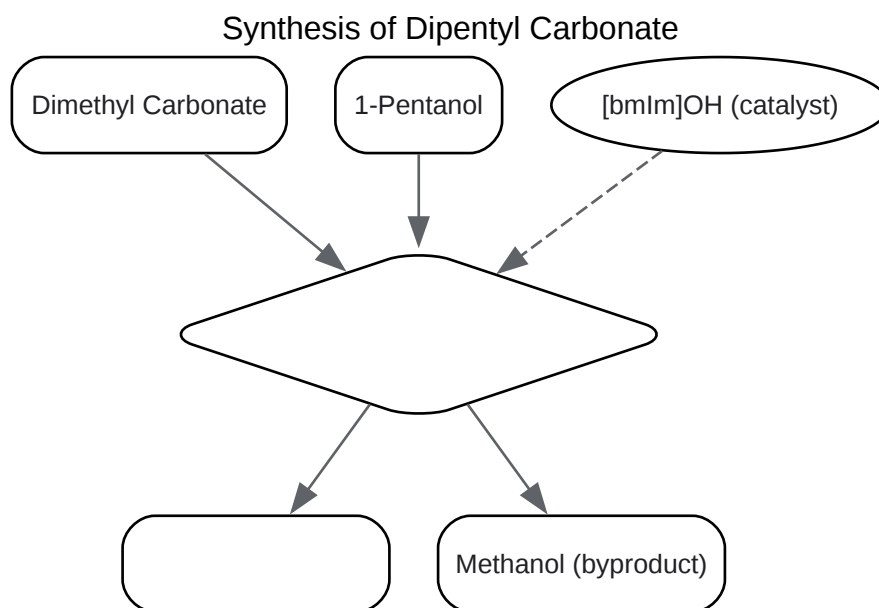 Synthesis of Dipentyl Carbonate
Dimethyl Carbonate
1-Pentanol
[bmIm]OH (catalyst)
Methanol (byproduct)